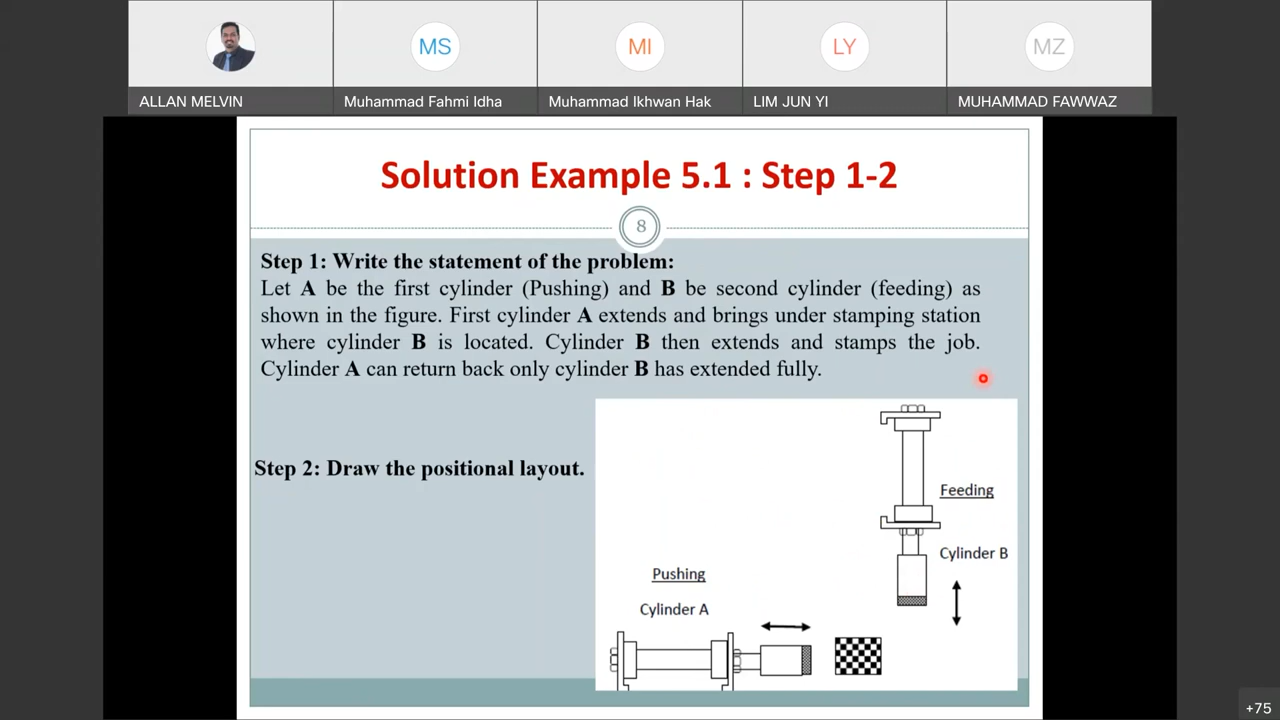 MS
MI
LY
MZ
ALLAN MELVIN
Muhammad Fahmi Idha
Muhammad Ikhwan Hak
LIM JUN YI
MUHAMMAD FAWWAZ
Solution Example 5.1 : Step 1-2
8
Step 1: Write the statement of the problem:
Let A be the first cylinder (Pushing) and B be second cylinder (feeding) as
shown in the figure. First cylinder A extends and brings under stamping station
where cylinder B is located. Cylinder B then extends and stamps the job.
Cylinder A can return back only cylinder B has extended fully.
Step 2: Draw the positional layout.
Feeding
Cylinder B
Pushing
Cylinder A
+75